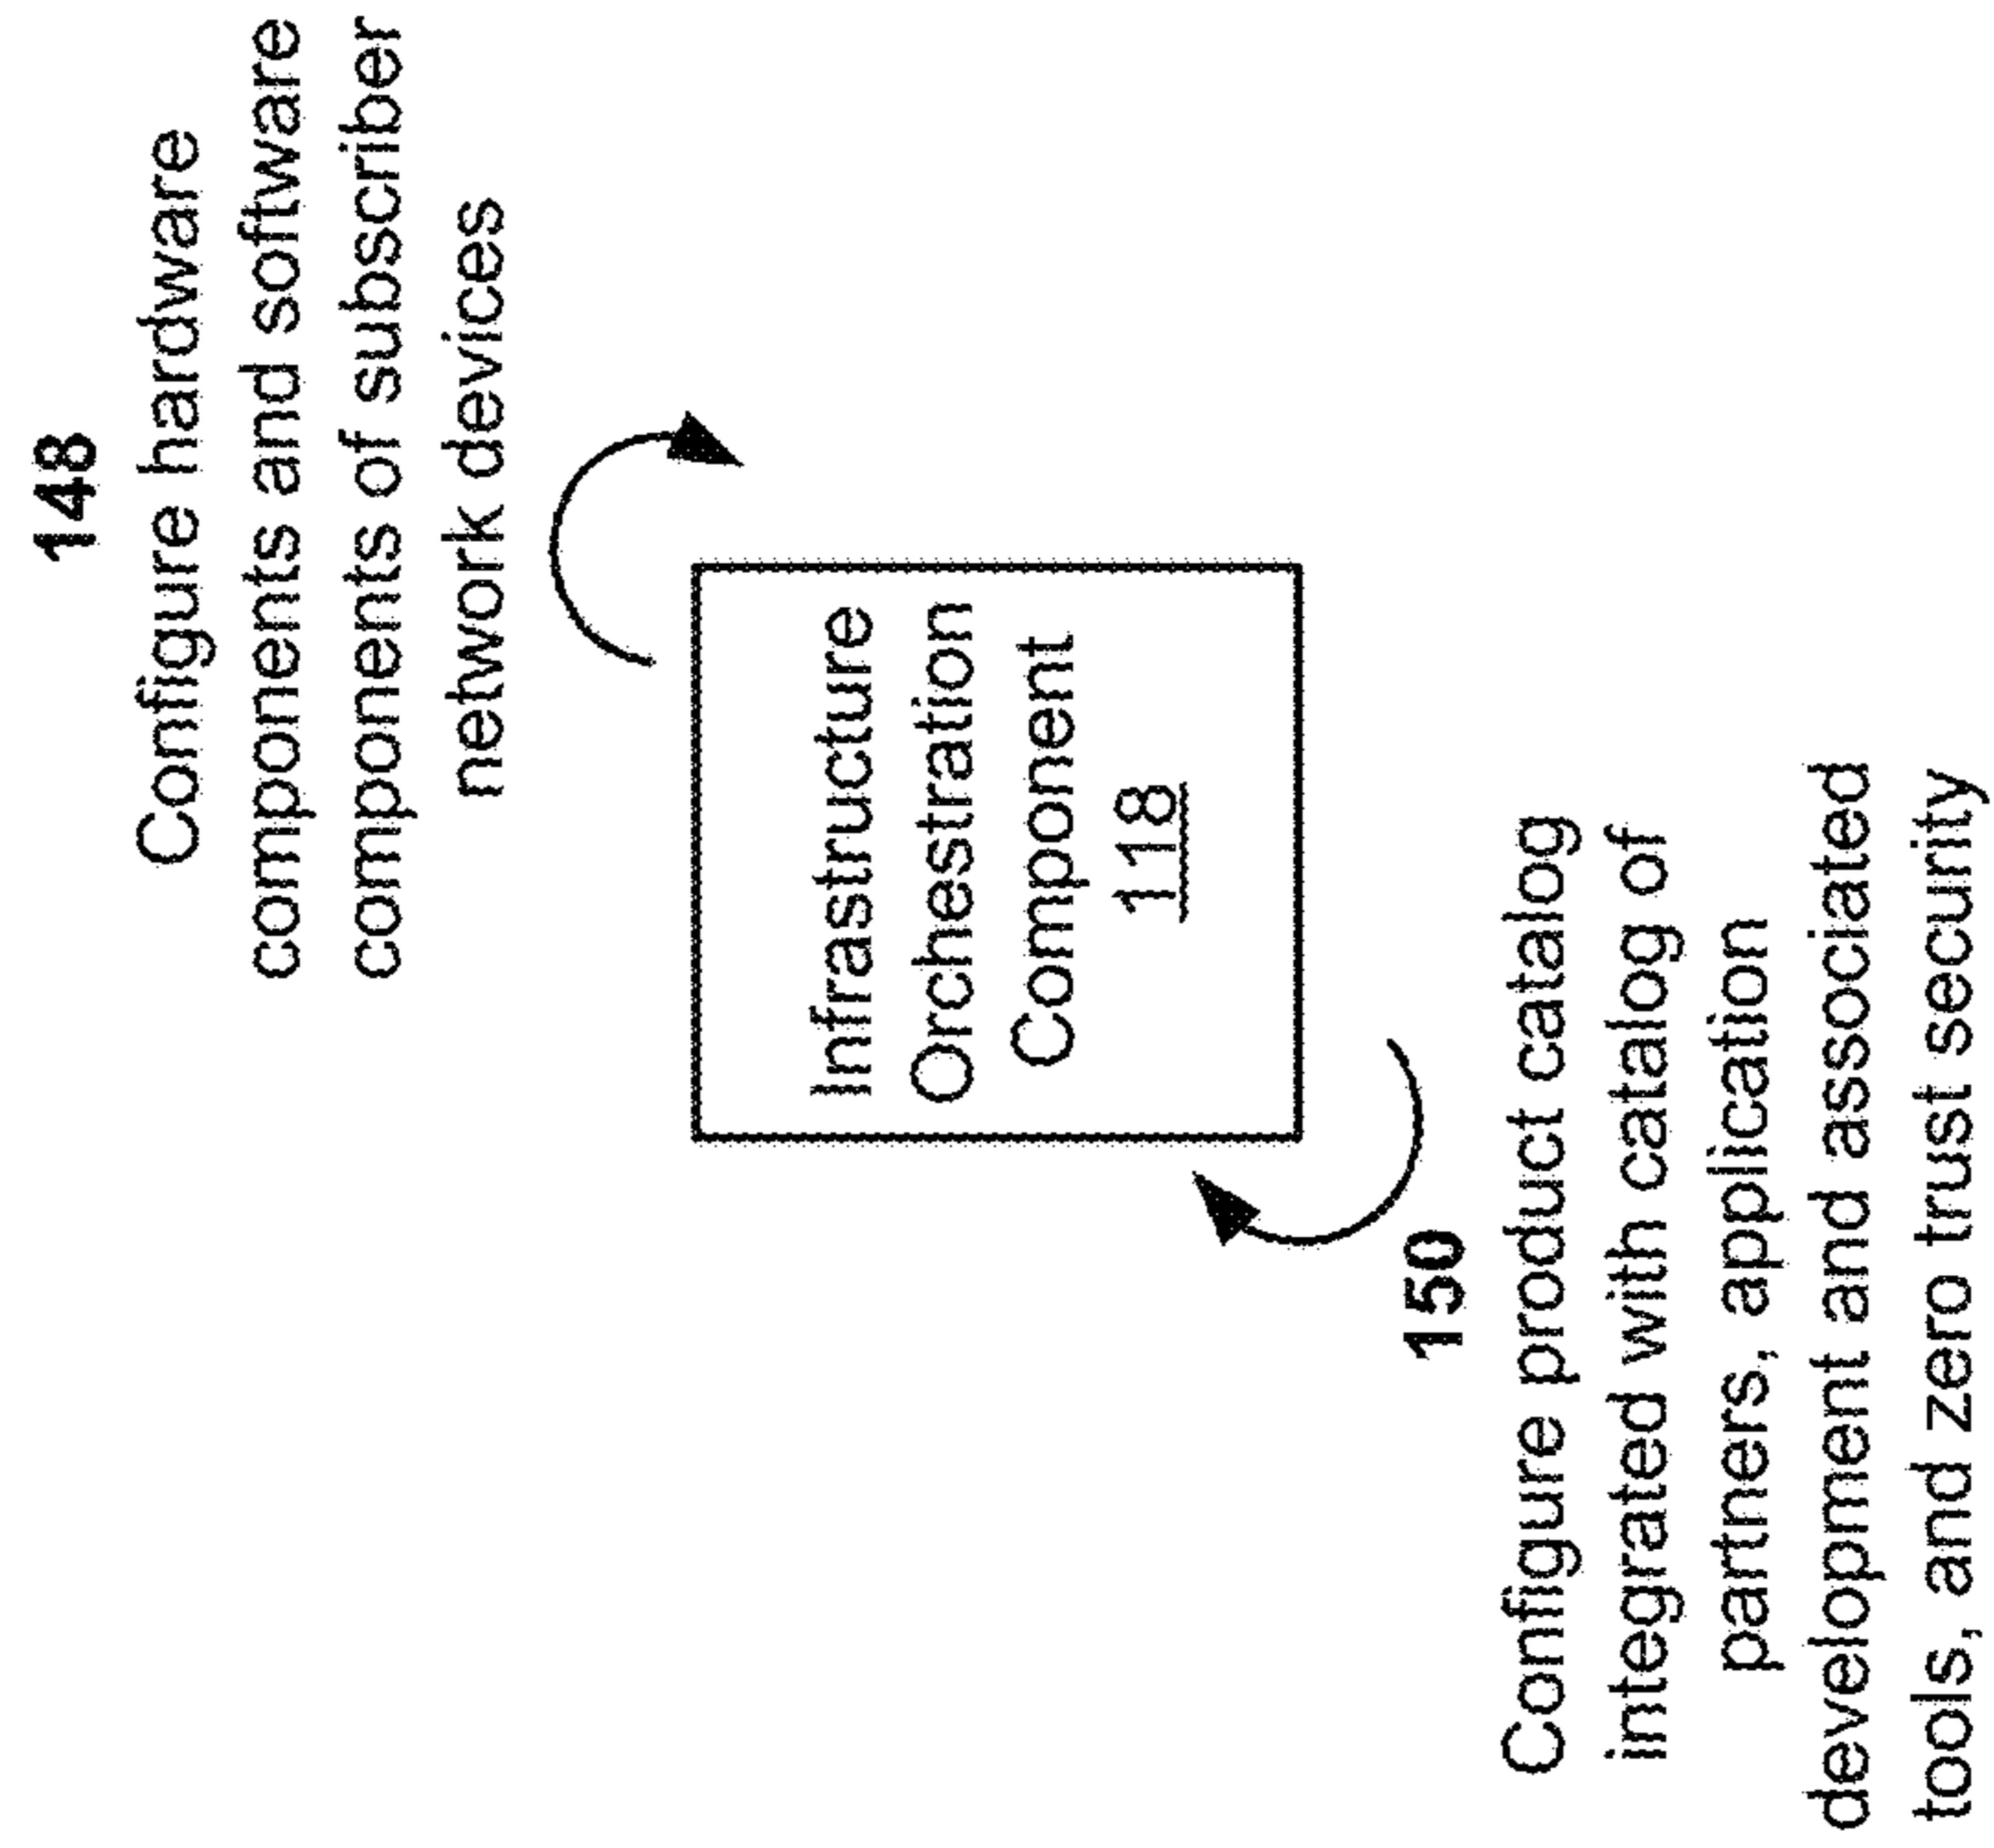 148
Configure hardware
components and software
components of subscriber
network devices
Infrastructure
Orchestration
Component
118
150
Configure product catalog
integrated with catalog of
partners, application
development and associated
tools, and zero trust security